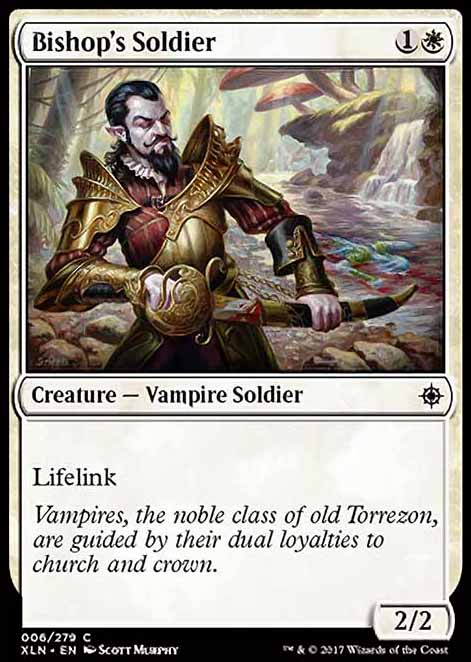 Bishop's Soldier 1
Creature — Vampire Soldier
Lifelink
Vampires, the noble class of old Torrezon,
are guided by their dual loyalties to
church and crown.
2/2
006/279 C
XLN • EN Scott Murphy
™ & © 2017 Wizards of the Coast